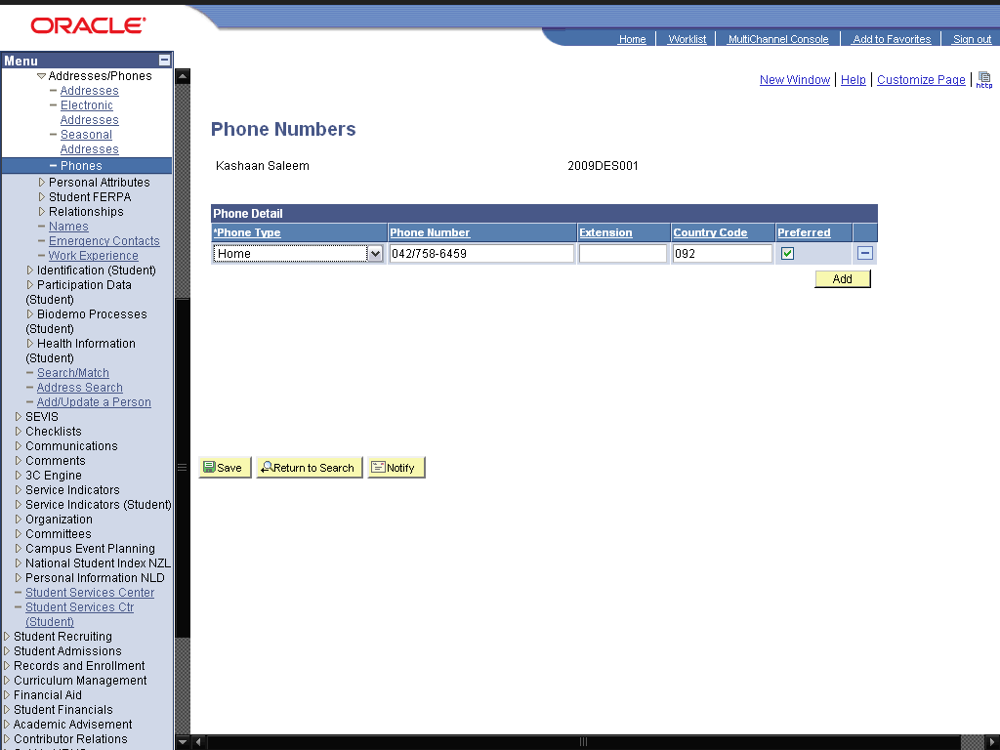 ORACLE®
Home
Worklist
MultiChannel Console
Add to Favorites
Sign out
Menu
Addresses/Phones
Addresses
Electronic
Addresses
Seasonal
Addresses
Phones
Personal Attributes
Student FERPA
Relationships
Names
Emergency Contacts
Work Experience
Identification (Student)
Participation Data
(Student)
Biodemo Processes
(Student)
Health Information
(Student)
Search/Match
Address Search
Add/Update a Person
SEVIS
Checklists
Communications
Comments
3C Engine
Service Indicators
Service Indicators (Student)
Organization
Committees
Campus Event Planning
National Student Index NZL
Personal Information NLD
Student Services Center
Student Services Ctr
(Student)
Student Recruiting
Student Admissions
Records and Enrollment
Curriculum Management
Financial Aid
Student Financials
Academic Advisement
Contributor Relations
New Window
Help
Customize Page
http
Phone Numbers
Kashaan Saleem 2009DES001
Phone Detail
*Phone Type Phone Number Extension Country Code Preferred
Home 042/758-6459 092
Add
Save
Return to Search
Notify